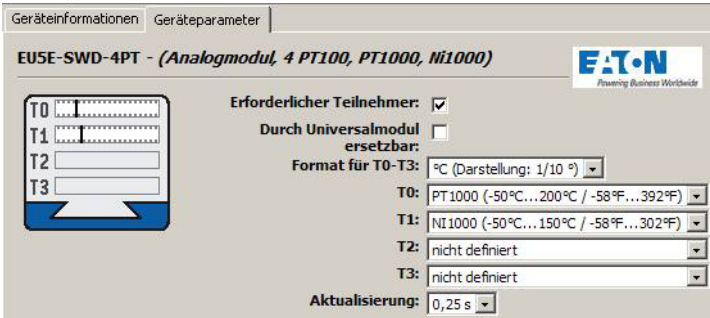 Geräteinformationen Geräteparameter
EU5E-SWD-4PT - (Analogmodul, 4 PT100, PT1000, Ni1000)
EATON
Powering Business Worldwide
T0
T1
T2
T3
Erforderlicher Teilnehmer:
Durch Universalmodul
ersetzbar:
Format für T0-T3: °C (Darstellung: 1/10 °)
T0: PT1000 (-50°C...200°C / -58°F...392°F)
T1: NI1000 (-50°C...150°C / -58°F...302°F)
T2: nicht definiert
T3: nicht definiert
Aktualisierung: 0,25 s